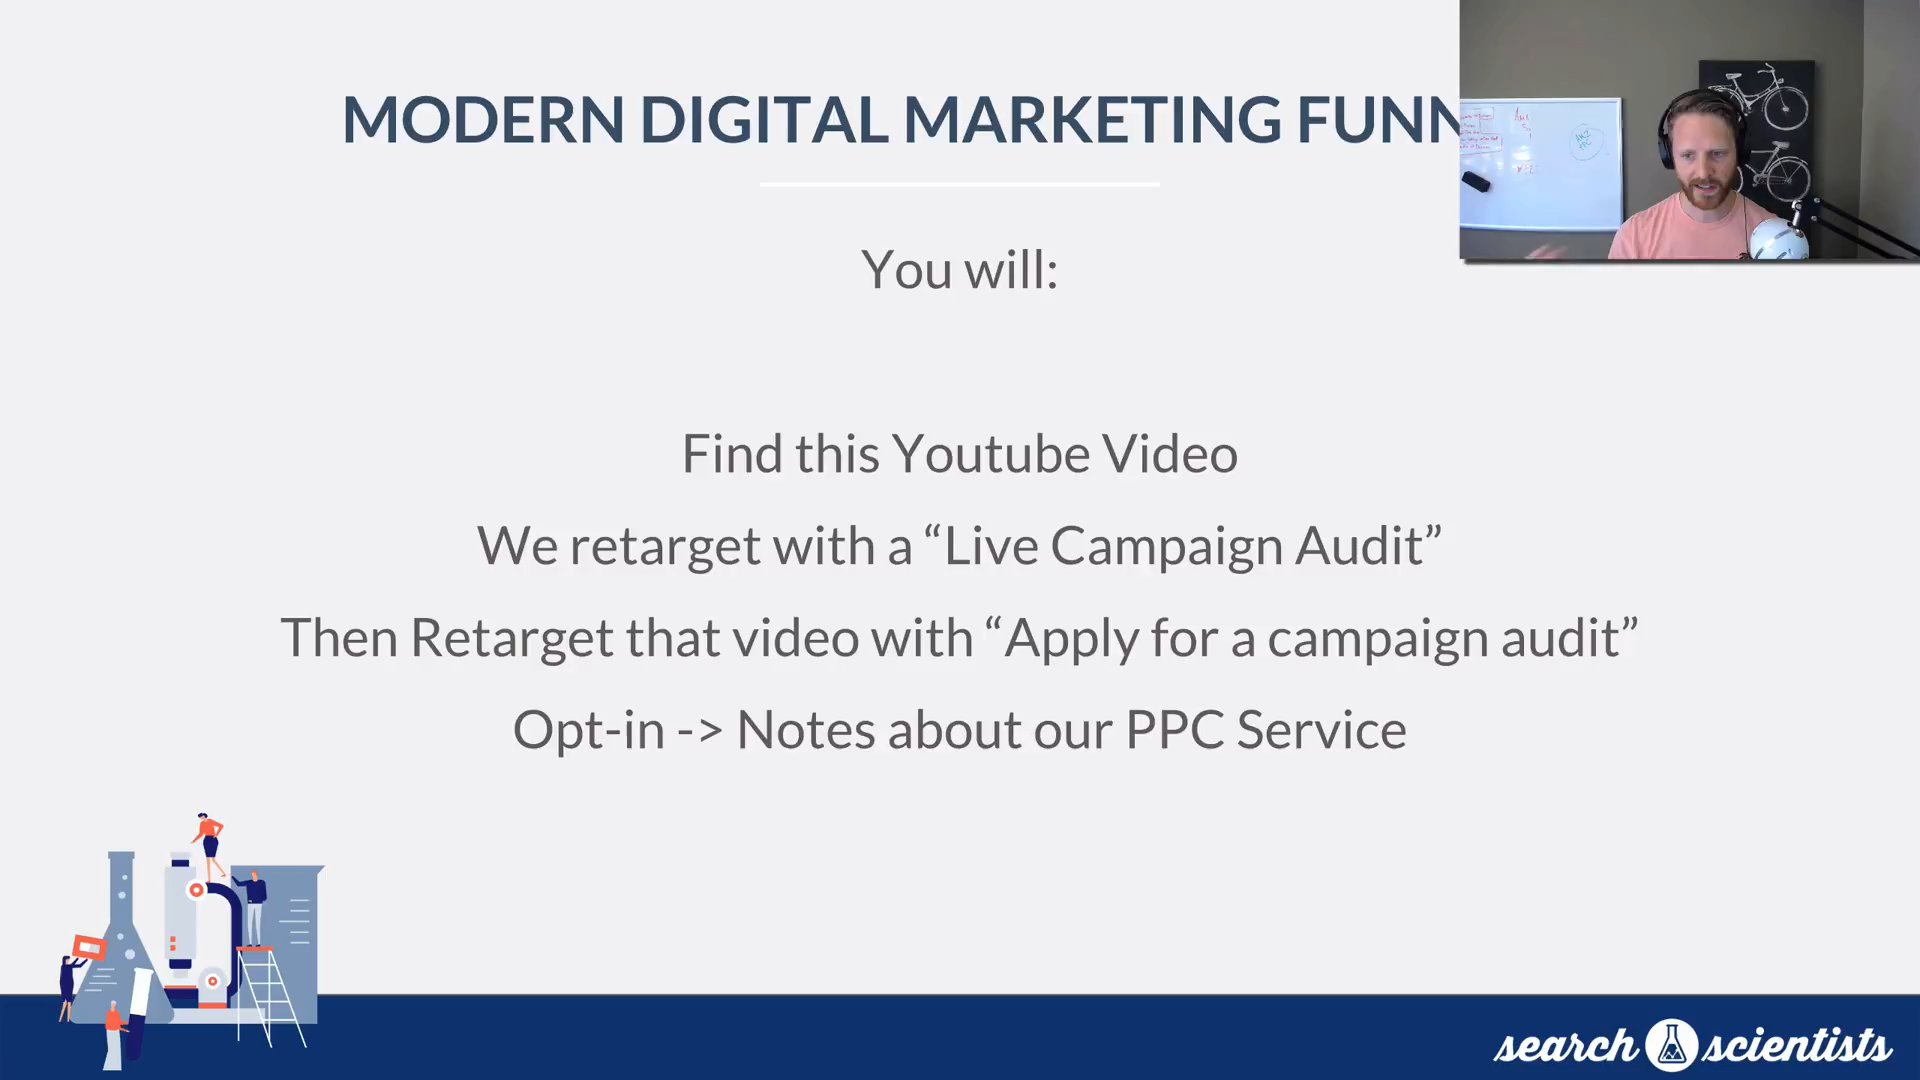 MODERN DIGITAL MARKETING FUNN
You will:
Find this Youtube Video
We retarget with a “Live Campaign Audit”
Then Retarget that video with “Apply for a campaign audit”
Opt-in -> Notes about our PPC Service
search scientists